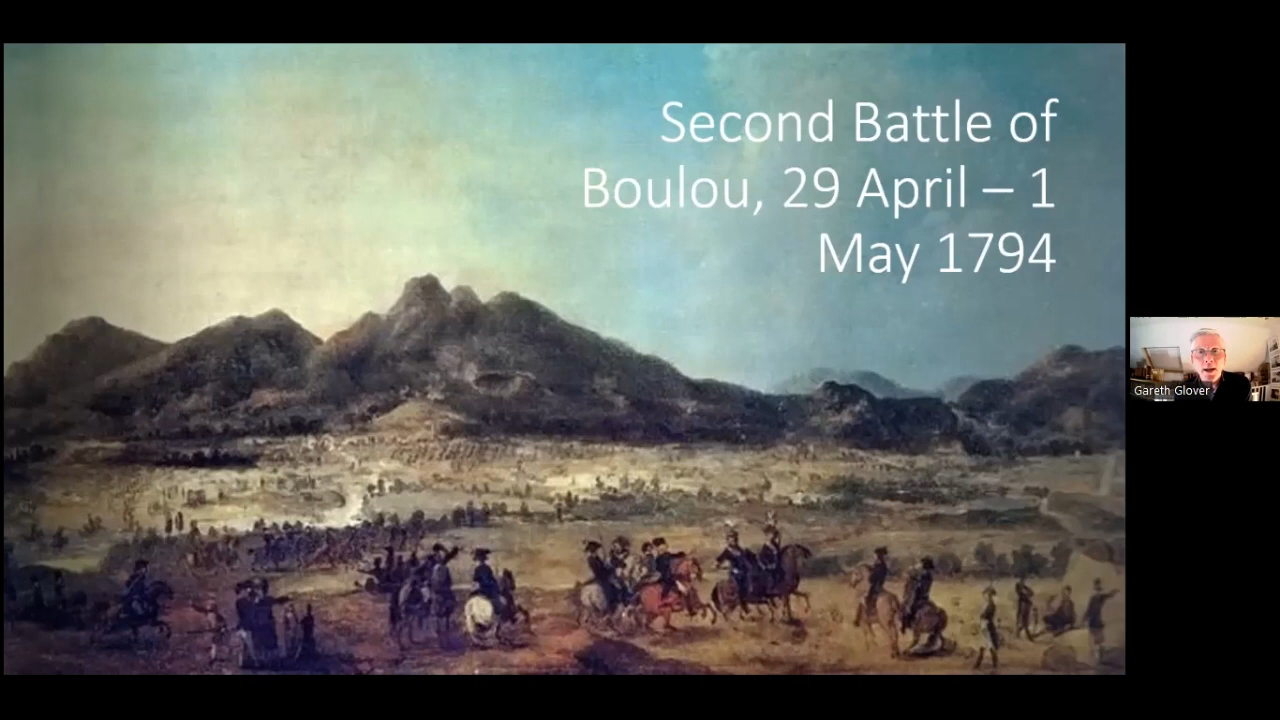 Second Battle of
Boulou, 29 April – 1
May 1794
Gareth Glover